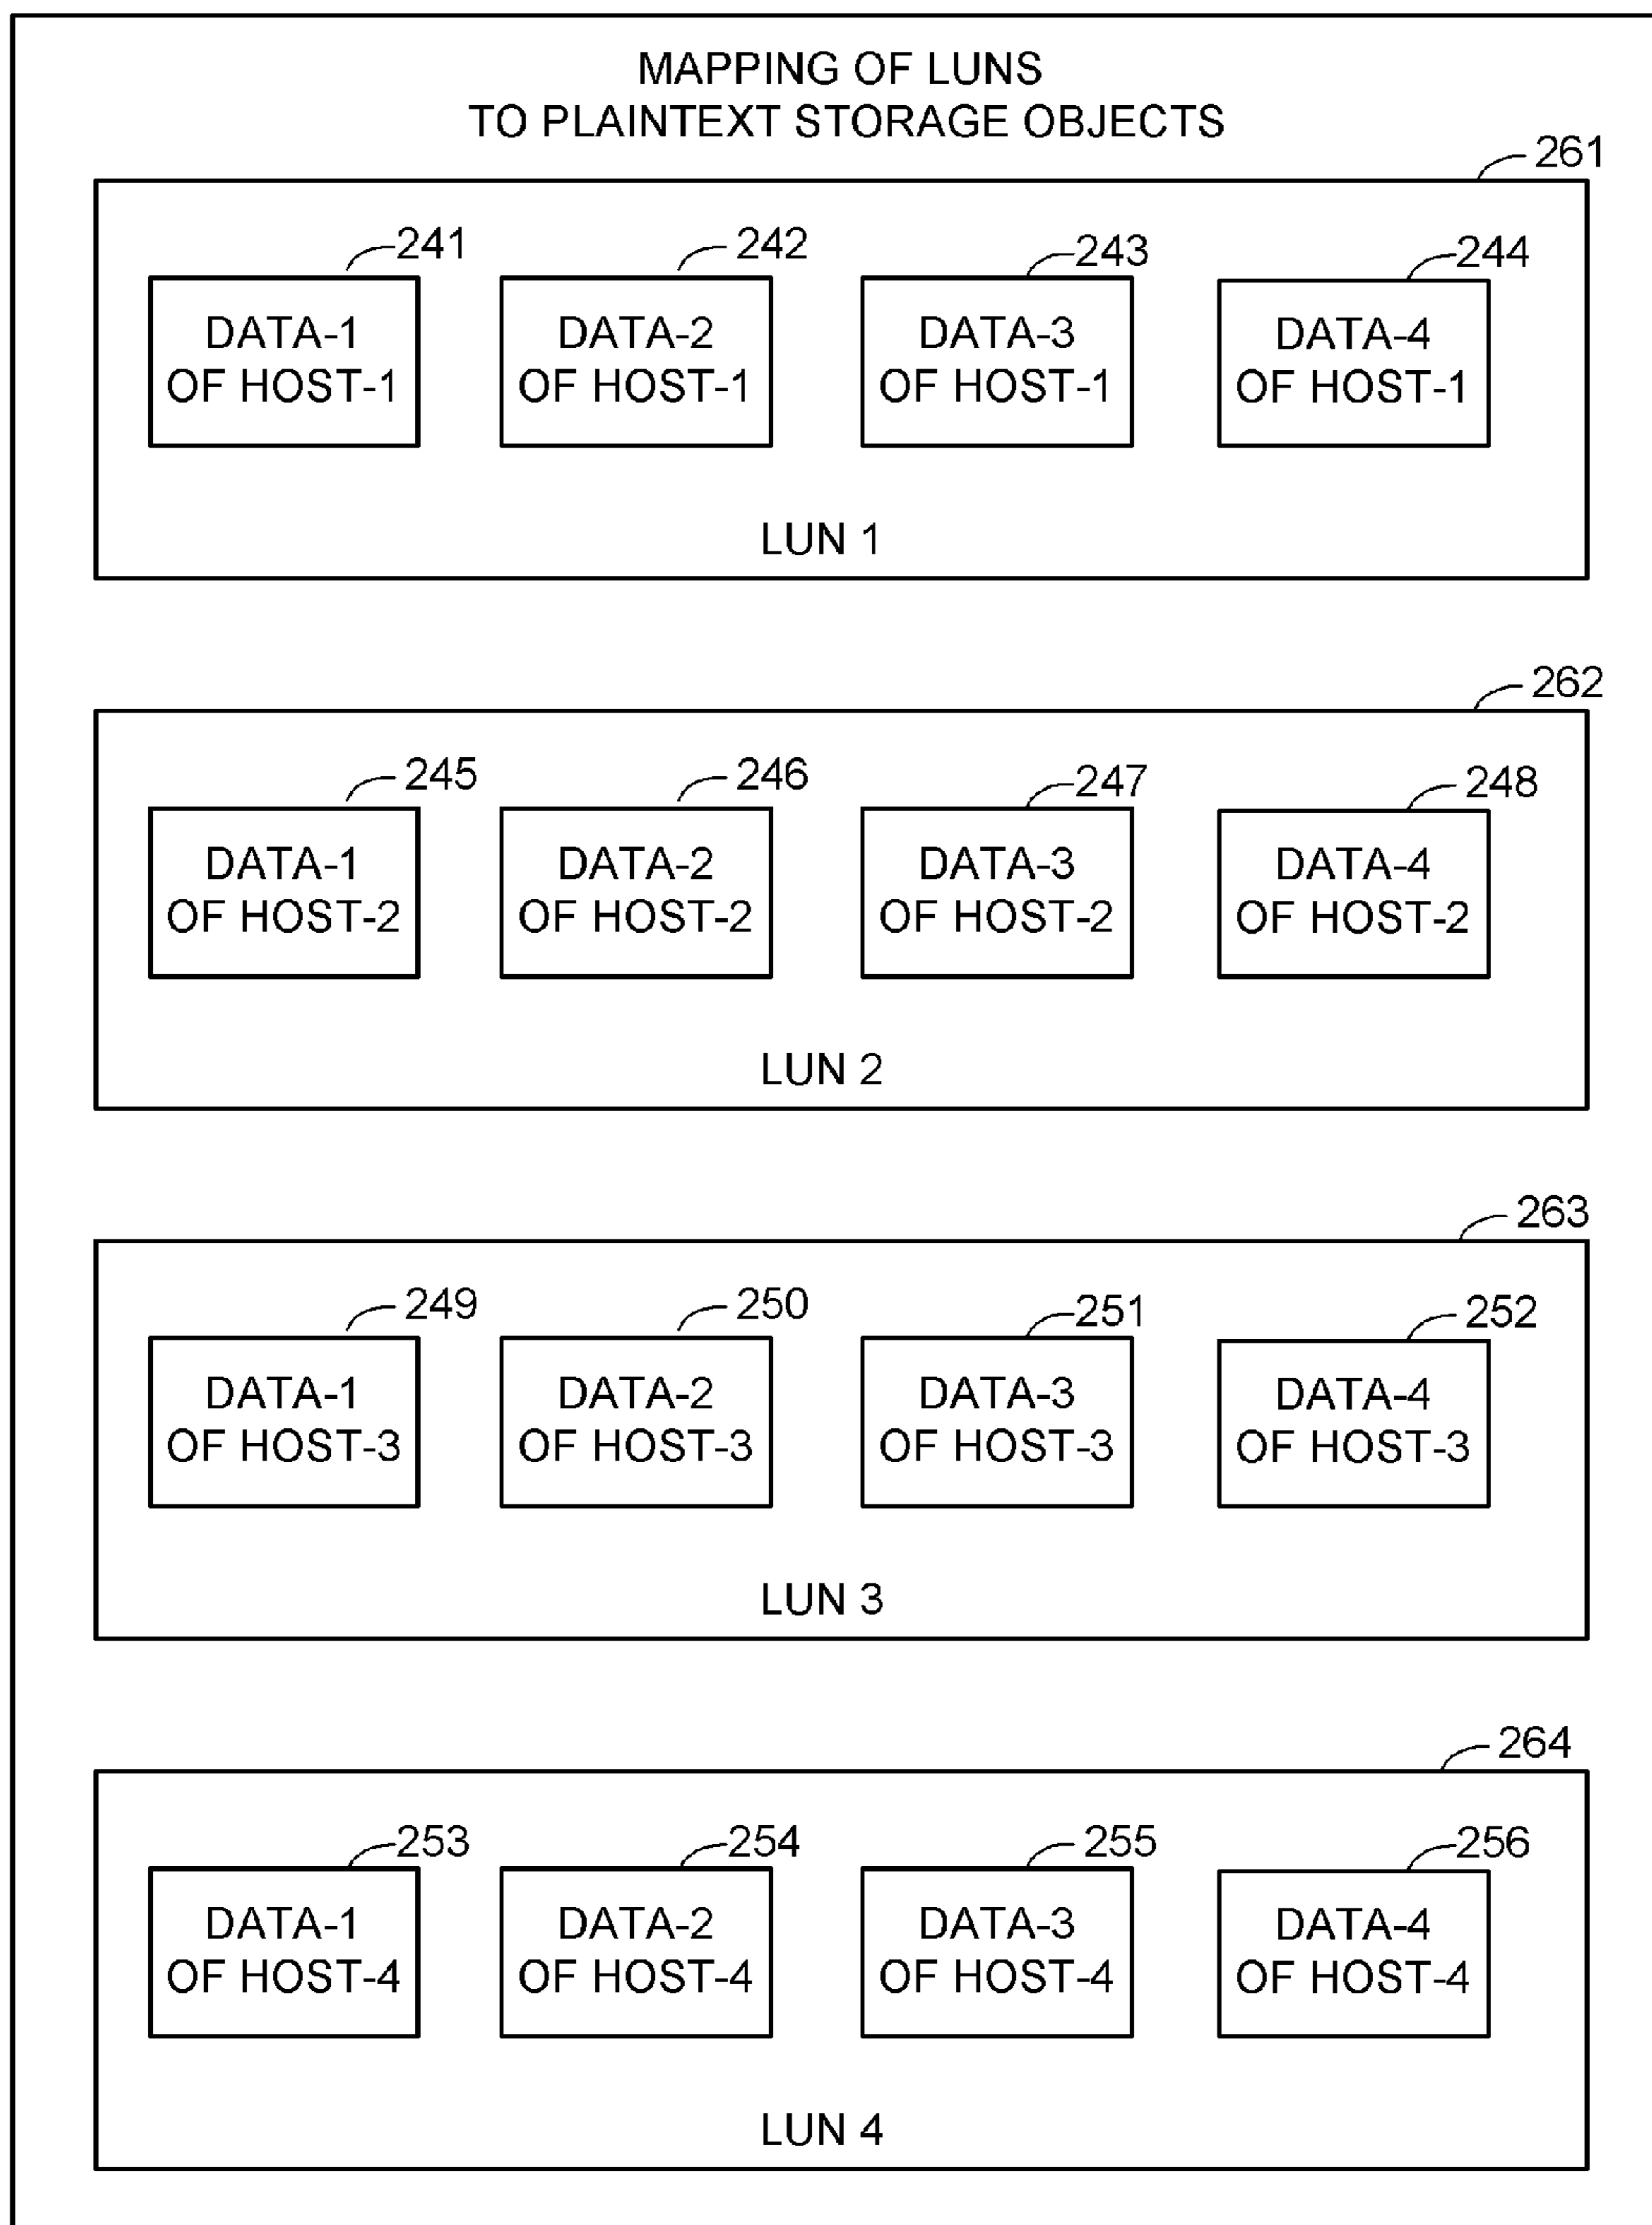 MAPPING OF LUNS
TO PLAINTEXT STORAGE OBJECTS
261
241
242
243
244
DATA-1
OF HOST-1
DATA-2
OF HOST-1
DATA-3
OF HOST-1
DATA-4
OF HOST-1
LUN 1
262
245
246
247
248
DATA-1
OF HOST-2
DATA-2
OF HOST-2
DATA-3
OF HOST-2
DATA-4
OF HOST-2
LUN 2
263
249
250
251
252
DATA-1
OF HOST-3
DATA-2
OF HOST-3
DATA-3
OF HOST-3
DATA-4
OF HOST-3
LUN 3
264
253
254
255
256
DATA-1
OF HOST-4
DATA-2
OF HOST-4
DATA-3
OF HOST-4
DATA-4
OF HOST-4
LUN 4